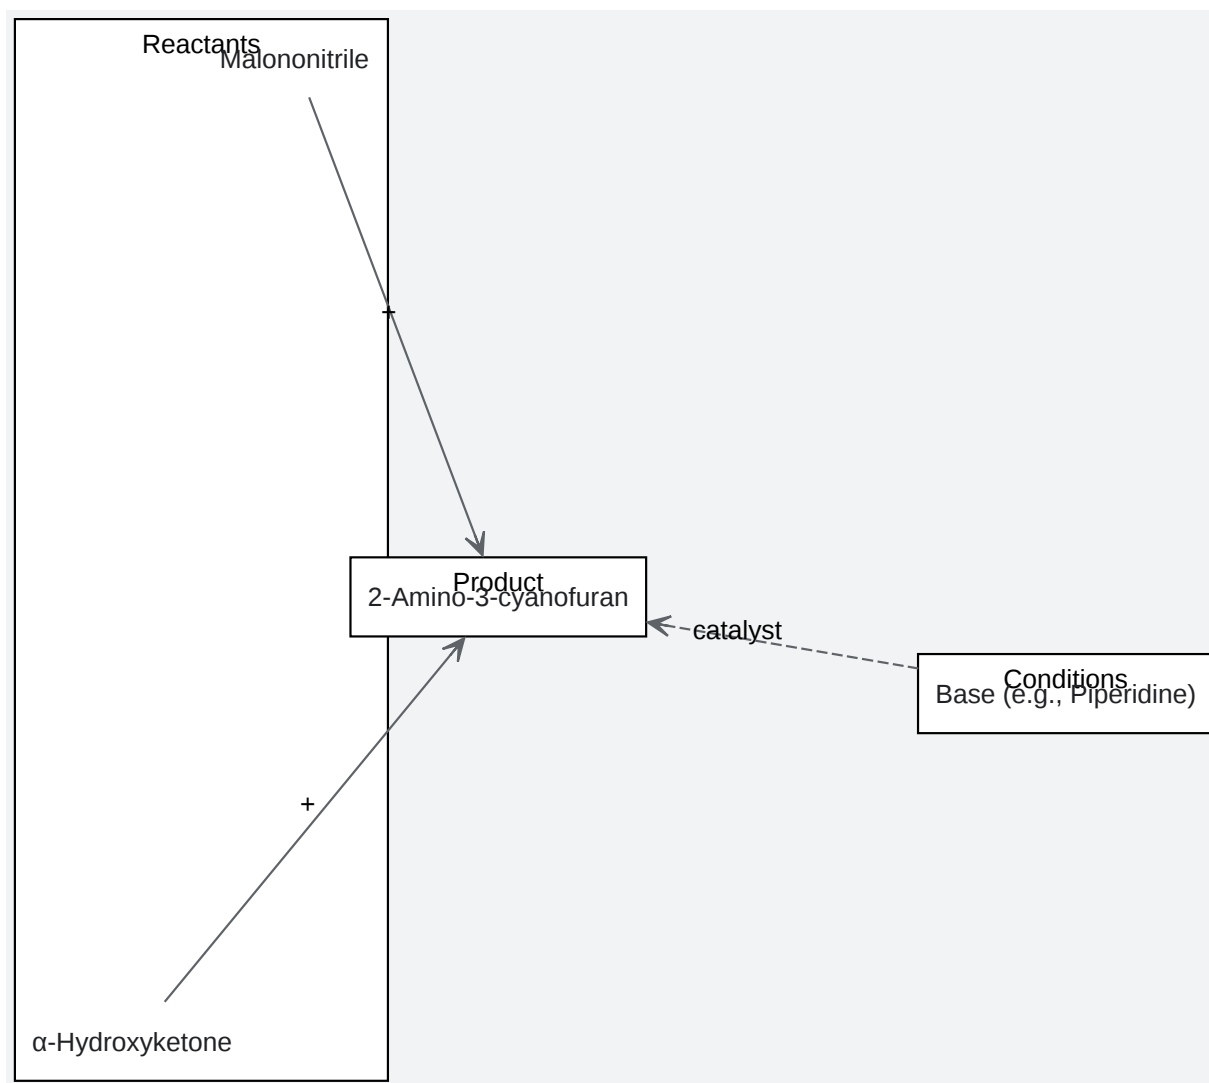 Reactants
Malononitrile
+
Product
2-Amino-3-cyanofuran
catalyst
Conditions
Base (e.g., Piperidine)
+
α-Hydroxyketone